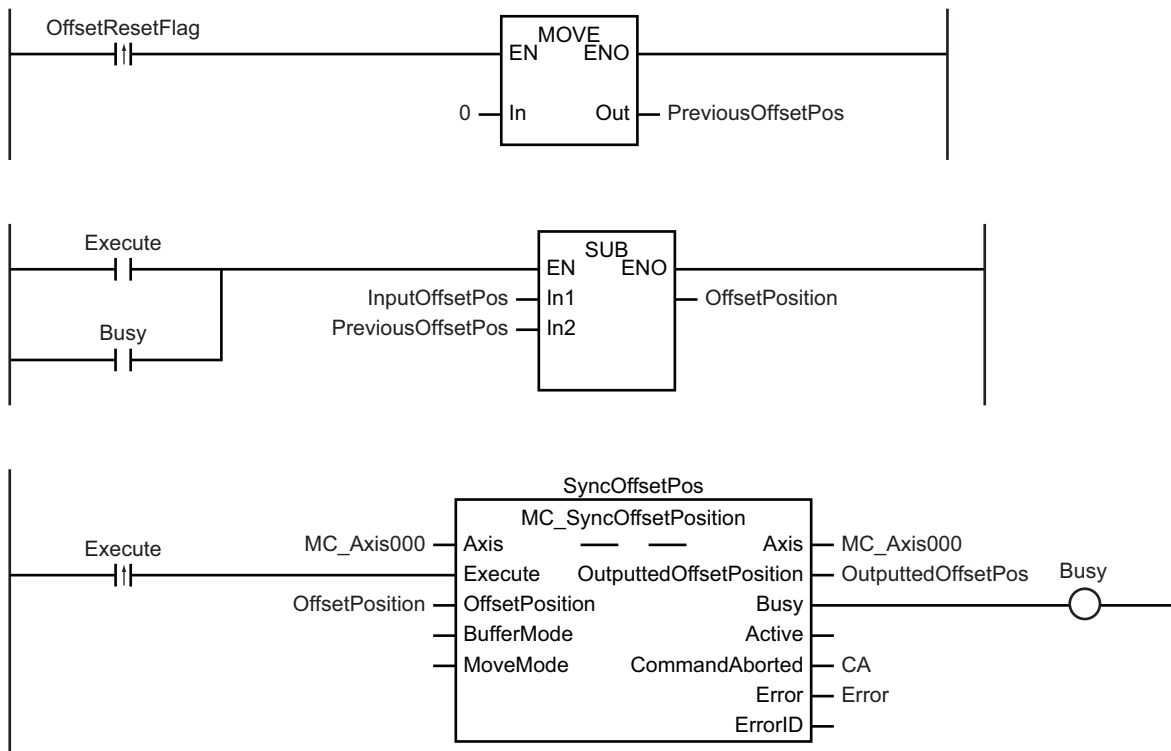 OffsetResetFlag
MOVE
EN ENO
0 In Out PreviousOffsetPos
Execute
SUB
EN ENO
InputOffsetPos In1 OffsetPosition
PreviousOffsetPos In2
Busy
SyncOffsetPos
MC_SyncOffsetPosition
Execute
MC_Axis000 Axis Axis MC_Axis000
Execute OutputtedOffsetPosition OutputtedOffsetPos Busy
OffsetPosition OffsetPosition Busy
BufferMode Active
MoveMode CommandAborted CA
Error Error
ErrorID